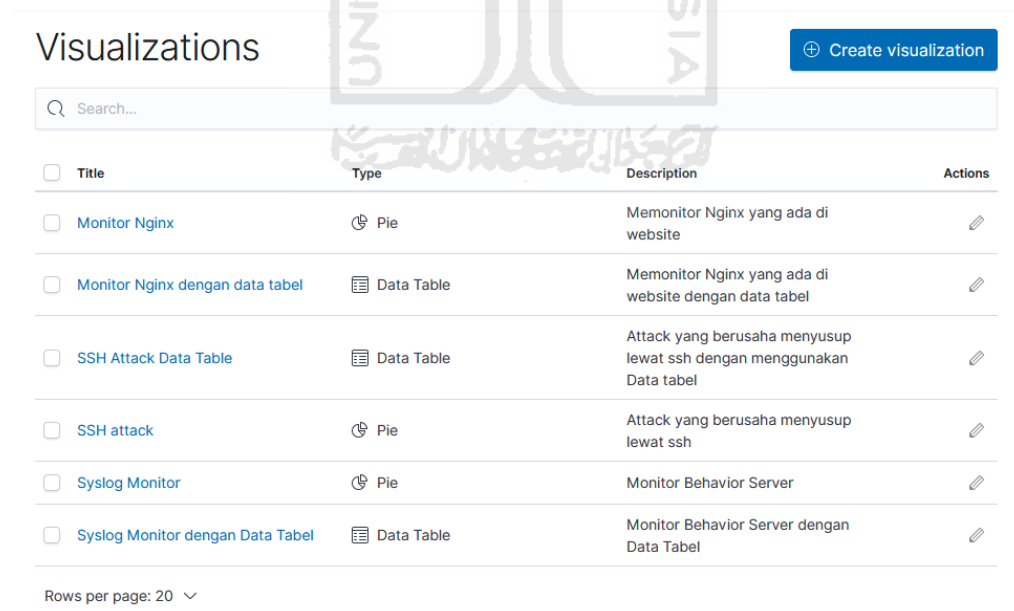 Visualizations
Create visualization
Search...
Title Type Description Actions
Monitor Nginx Pie Memonitor Nginx yang ada di
website
Monitor Nginx dengan data tabel Data Table Memonitor Nginx yang ada di
website dengan data tabel
SSH Attack Data Table Data Table Attack yang berusaha menyusup
lewat ssh dengan menggunakan
Data tabel
SSH attack Pie Attack yang berusaha menyusup
lewat ssh
Syslog Monitor Pie Monitor Behavior Server
Syslog Monitor dengan Data Tabel Data Table Monitor Behavior Server dengan
Data Tabel
Rows per page: 20